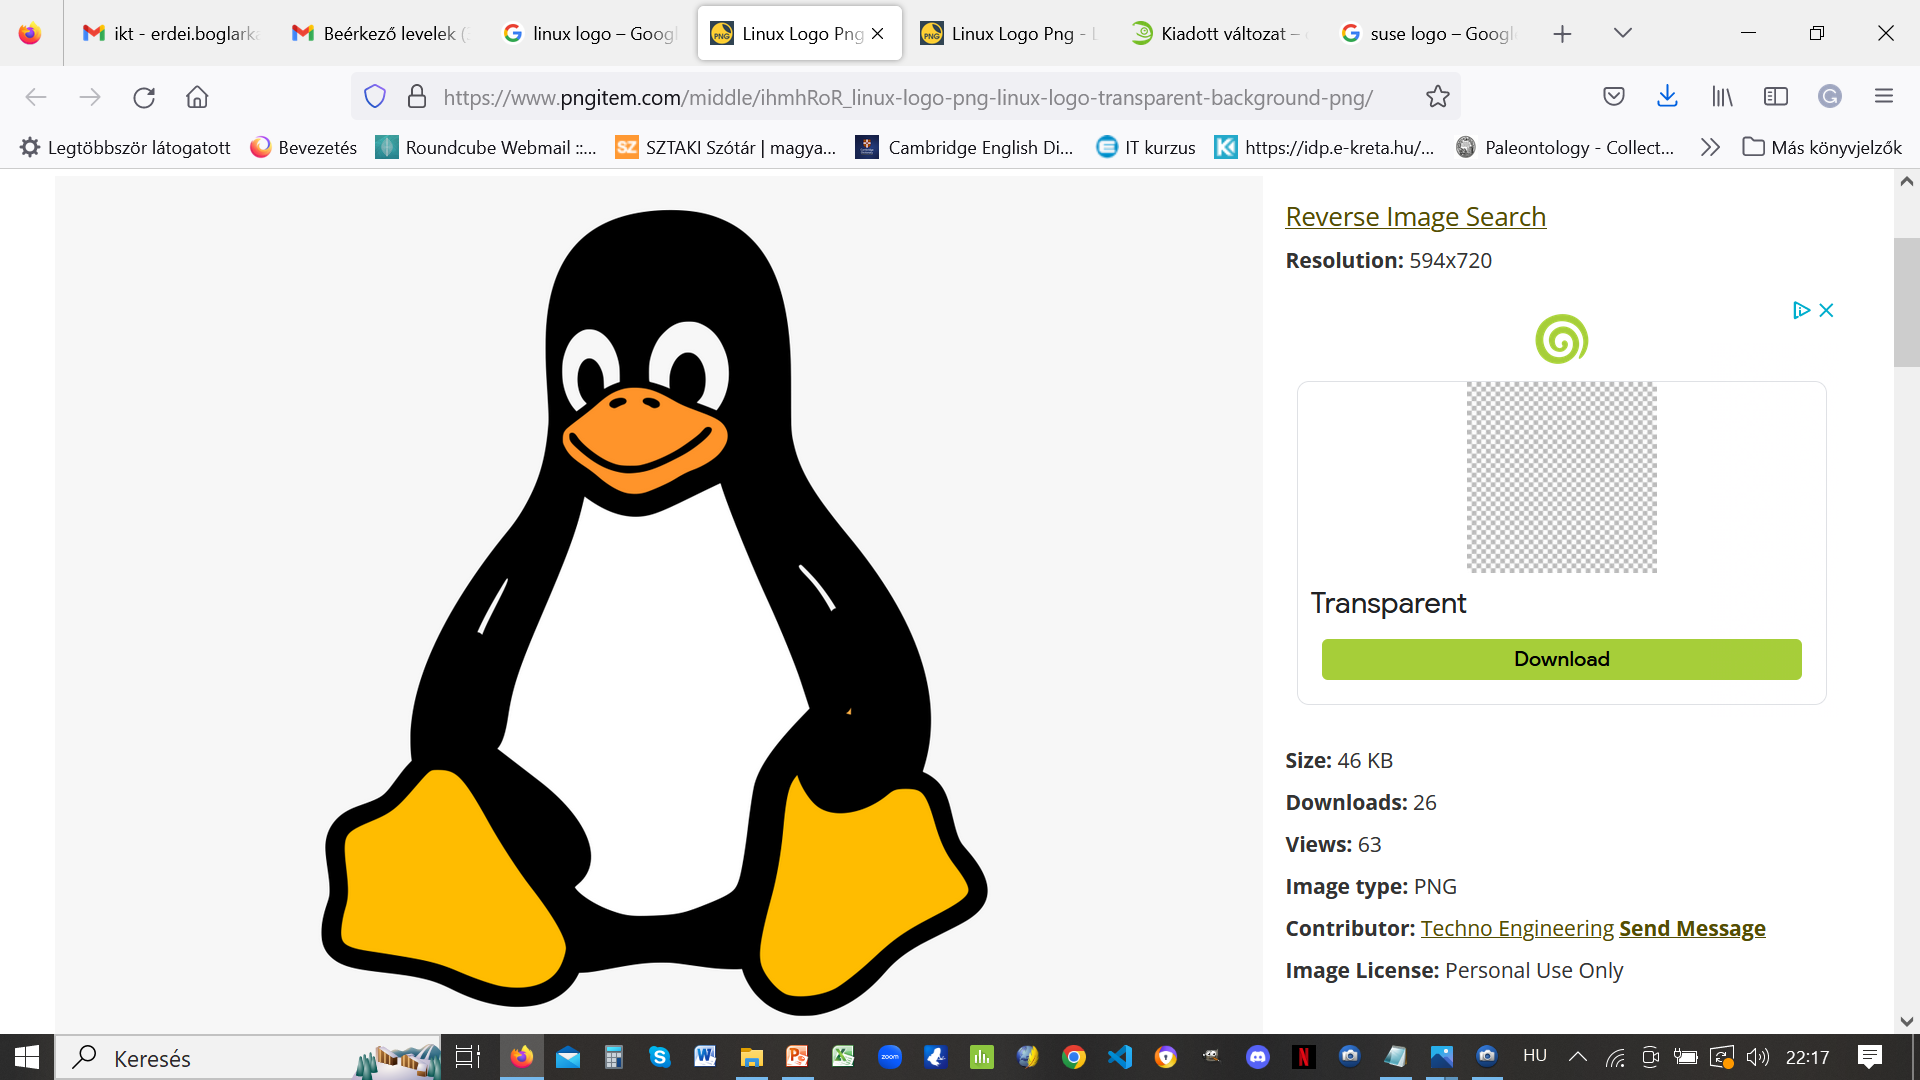 ikt - erdei.boglarka
Beérkező levelek (
linux logo – Googl
Linux Logo Png
Linux Logo Png - L
Kiadott változat –
suse logo – Google
https://www.pngitem.com/middle/ihmhRoR_linux-logo-png-linux-logo-transparent-background-png/
Legtöbbször látogatott
Bevezetés
Roundcube Webmail ::...
SZTAKI Szótár | magya...
Cambridge English Di...
IT kurzus
https://idp.e-kreta.hu/...
Paleontology - Collect...
Más könyvjelzők
Reverse Image Search
Resolution: 594x720
Transparent
Download
Size: 46 KB
Downloads: 26
Views: 63
Image type: PNG
Contributor: Techno Engineering Send Message
Image License: Personal Use Only
Keresés
HU
22:17